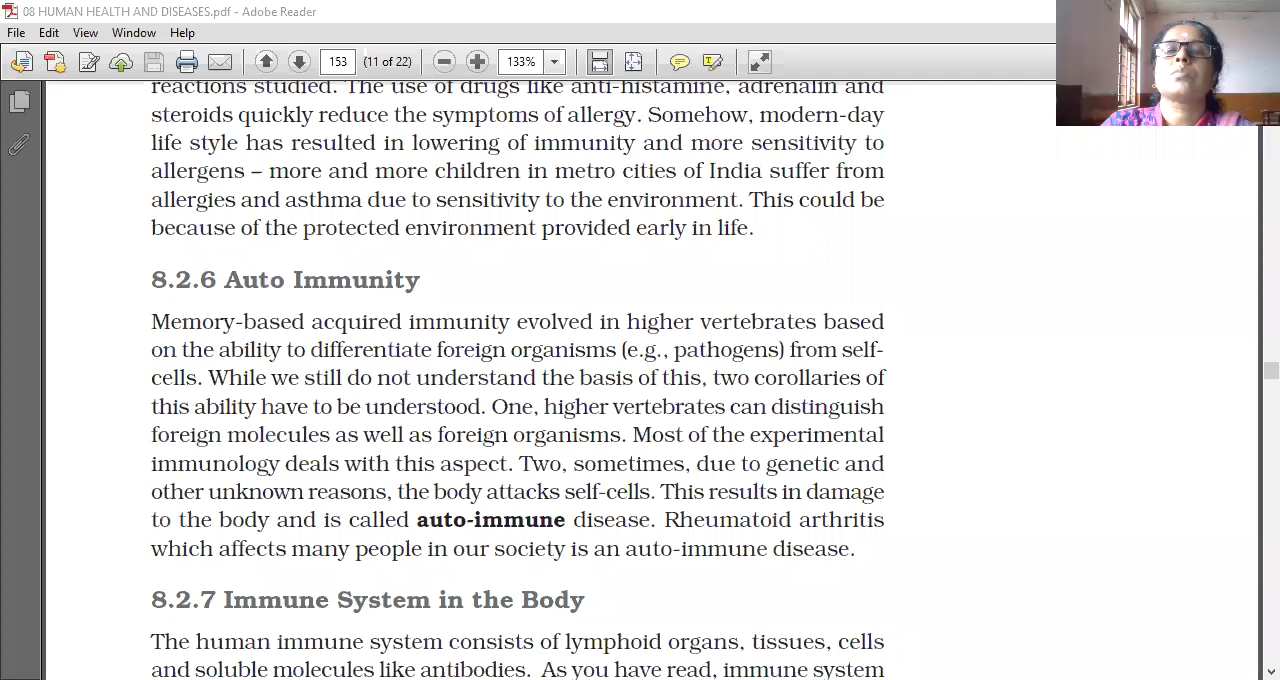 08 HUMAN HEALTH AND DISEASES.pdf - Adobe Reader
File Edit View Window Help
153 (11 of 22) 133%
reactions studied. The use of drugs like anti-histamine, adrenalin and
steroids quickly reduce the symptoms of allergy. Somehow, modern-day
life style has resulted in lowering of immunity and more sensitivity to
allergens – more and more children in metro cities of India suffer from
allergies and asthma due to sensitivity to the environment. This could be
because of the protected environment provided early in life.
8.2.6 Auto Immunity
Memory-based acquired immunity evolved in higher vertebrates based
on the ability to differentiate foreign organisms (e.g., pathogens) from self-
cells. While we still do not understand the basis of this, two corollaries of
this ability have to be understood. One, higher vertebrates can distinguish
foreign molecules as well as foreign organisms. Most of the experimental
immunology deals with this aspect. Two, sometimes, due to genetic and
other unknown reasons, the body attacks self-cells. This results in damage
to the body and is called auto-immune disease. Rheumatoid arthritis
which affects many people in our society is an auto-immune disease.
8.2.7 Immune System in the Body
The human immune system consists of lymphoid organs, tissues, cells
and soluble molecules like antibodies. As you have read, immune system